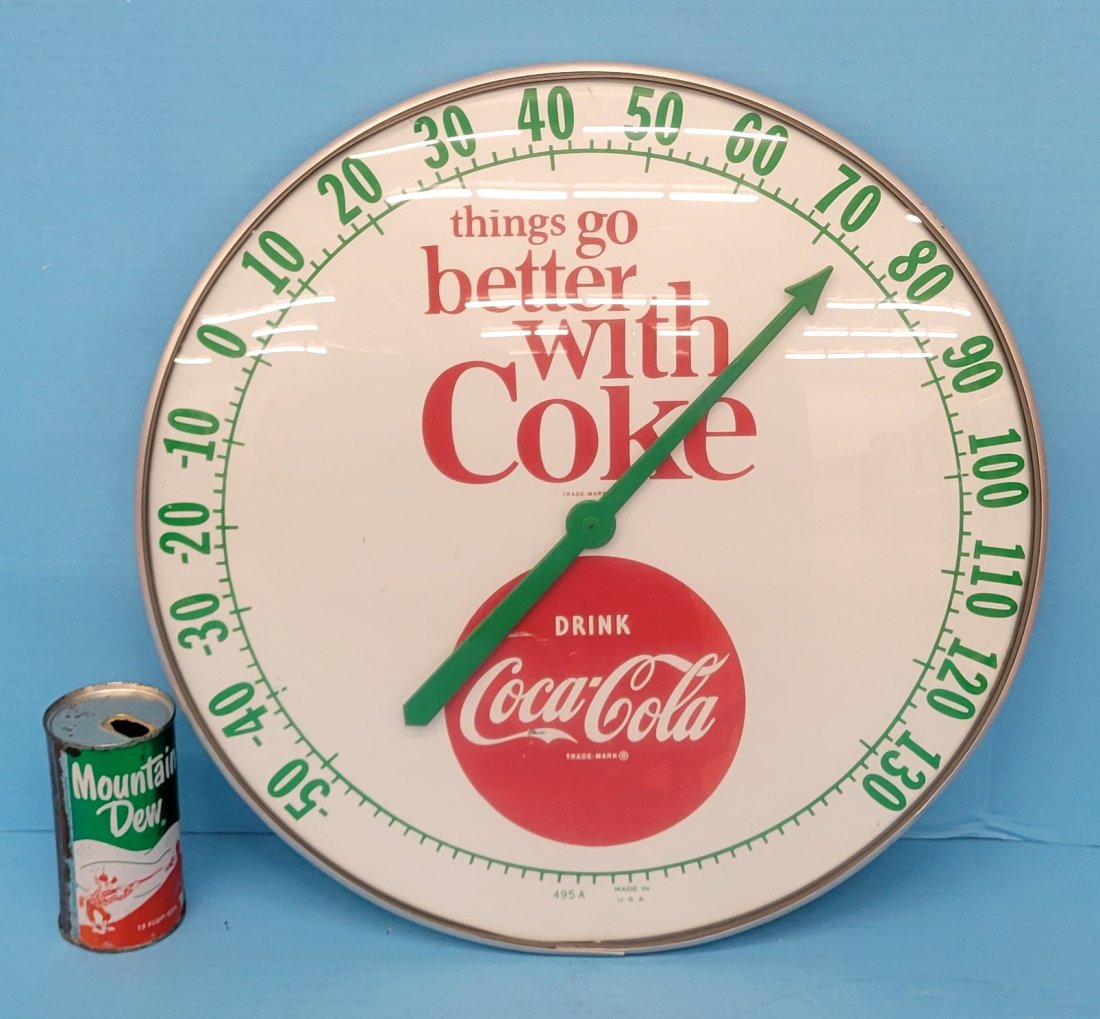 -50
-40
-30
-20
-10
0
10
20
30
40
50
60
70
80
90
100
110
120
130
things go
better
with
Coke
TRADE-MARK
DRINK
Coca-Cola
TRADE-MARK ®
495 A
MADE IN
U.S.A.
Mountain
Dew